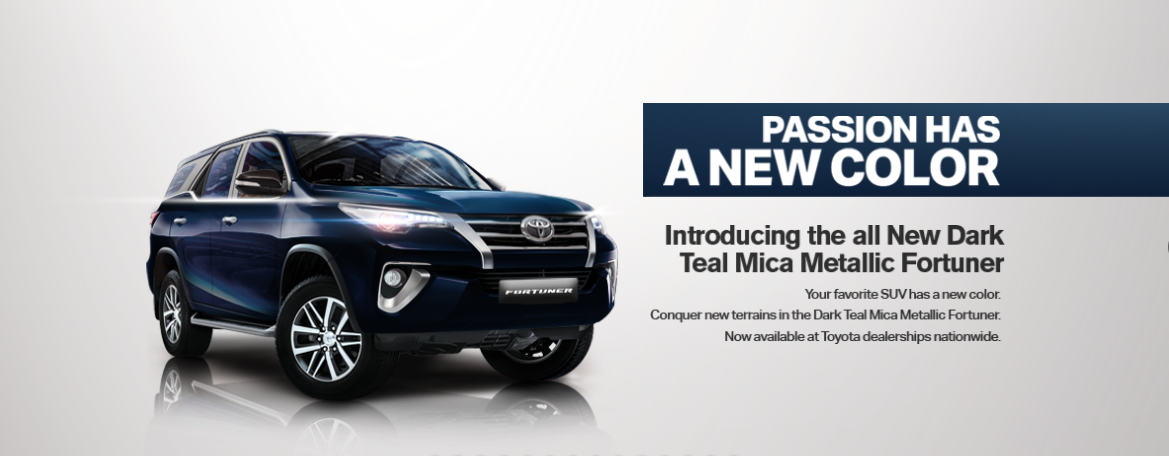 PASSION HAS
A NEW COLOR
Introducing the all New Dark
Teal Mica Metallic Fortuner
Your favorite SUV has a new color.
Conquer new terrains in the Dark Teal Mica Metallic Fortuner.
Now available at Toyota dealerships nationwide.
FORTUNER